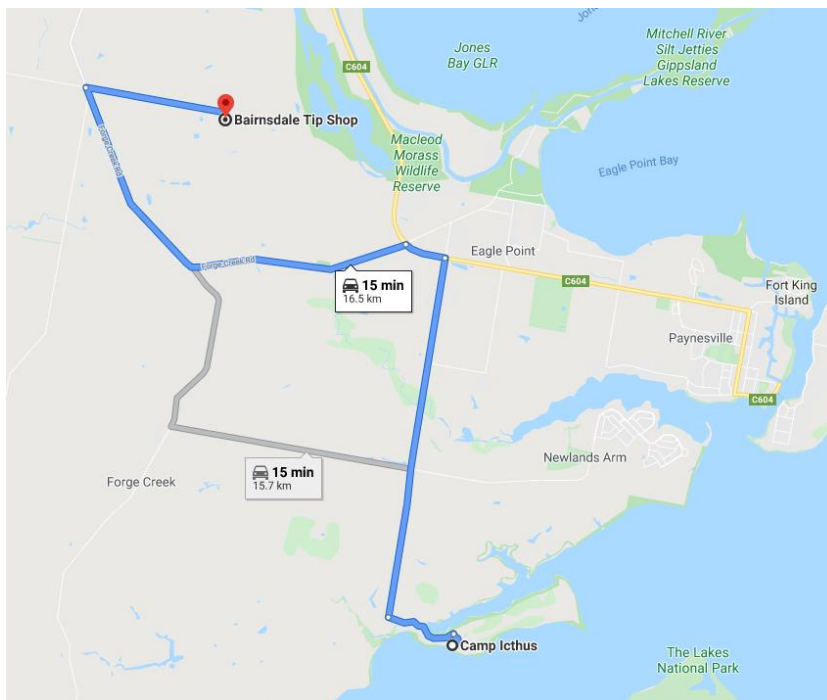 Jones
Bay GLR
Mitchell River
Silt Jetties
Gippsland
Lakes Reserve
C604
Bairnsdale Tip Shop
Forge Creek Rd
Macleod
Morass
Wildlife
Reserve
Eagle Point Bay
Eagle Point
Forge Creek Rd
15 min
16.5 km
C604
Fort King
Island
Paynesville
C604
Newlands Arm
15 min
15.7 km
Forge Creek
Camp Icthus
The Lakes
National Park